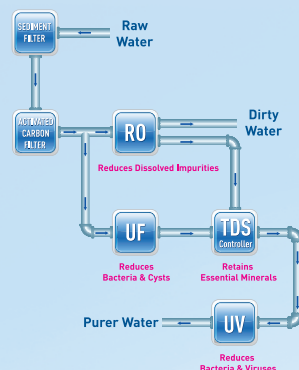 SEDIMENT
FILTER
Raw
Water
ACTIVATED
CARBON
FILTER
RO
Dirty
Water
Reduces Dissolved Impurities
UF
TDS
Controller
Reduces
Bacteria & Cysts
Retains
Essential Minerals
Purer Water
UV
Reduces
Bacteria & Viruses